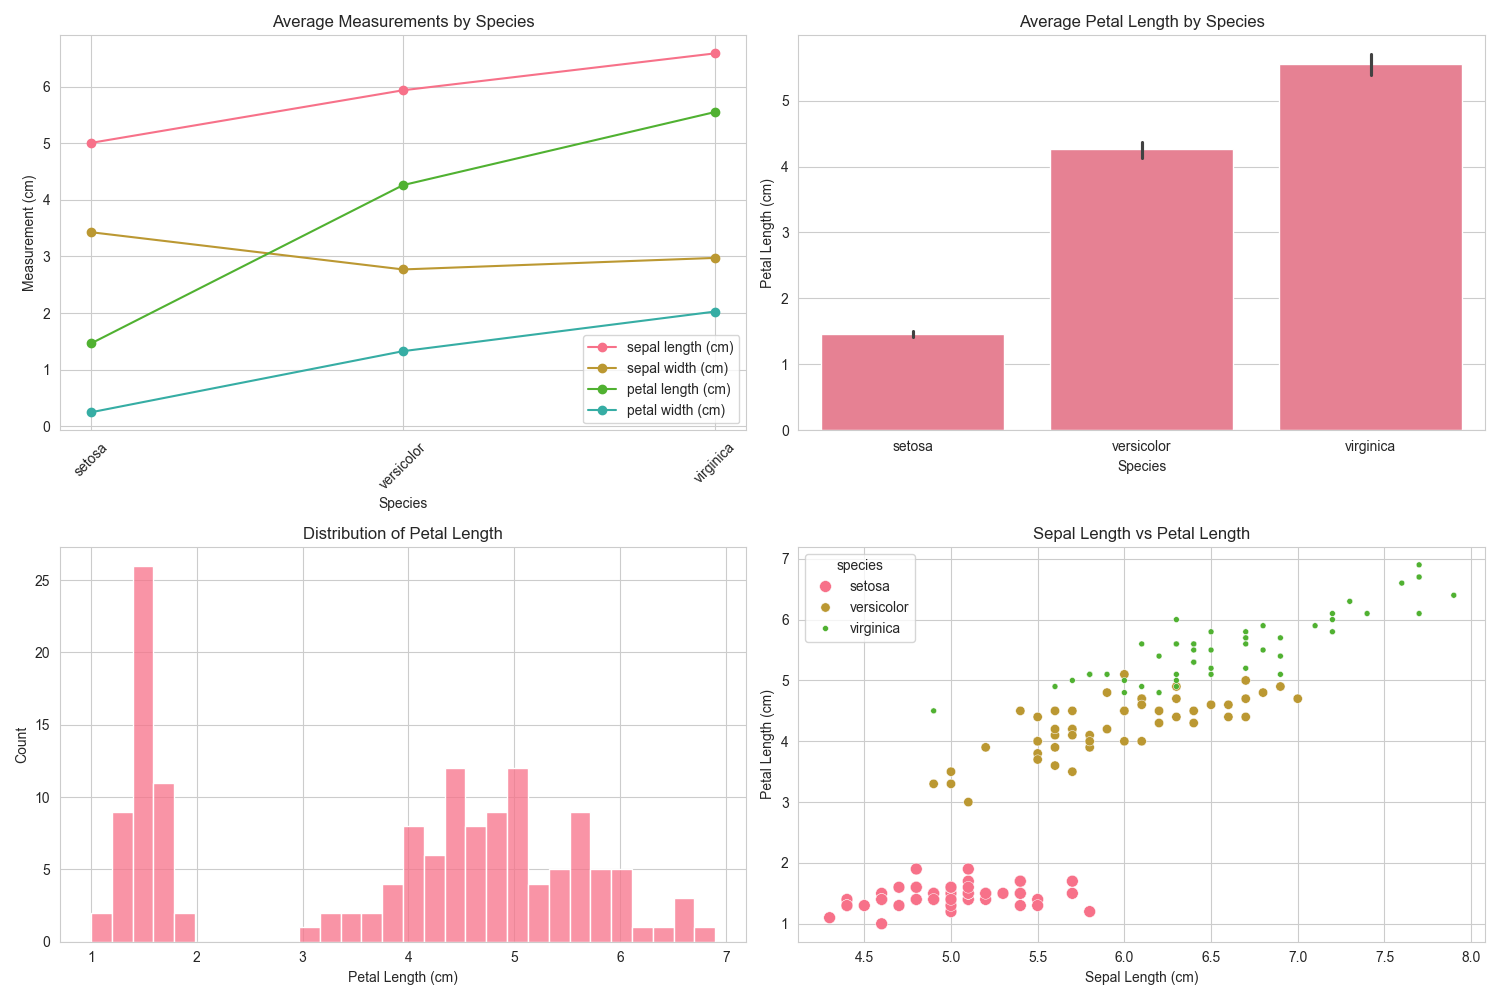 Average Measurements by Species
Measurement (cm)
6
5
4
3
2
1
0
sepal length (cm)
sepal width (cm)
petal length (cm)
petal width (cm)
setosa
versicolor
virginica
Species
Average Petal Length by Species
Petal Length (cm)
5
4
3
2
1
0
setosa
versicolor
virginica
Species
Distribution of Petal Length
Count
25
20
15
10
5
0
1
2
3
4
5
6
7
Petal Length (cm)
Sepal Length vs Petal Length
Petal Length (cm)
7
6
5
4
3
2
1
species
setosa
versicolor
virginica
4.5
5.0
5.5
6.0
6.5
7.0
7.5
8.0
Sepal Length (cm)